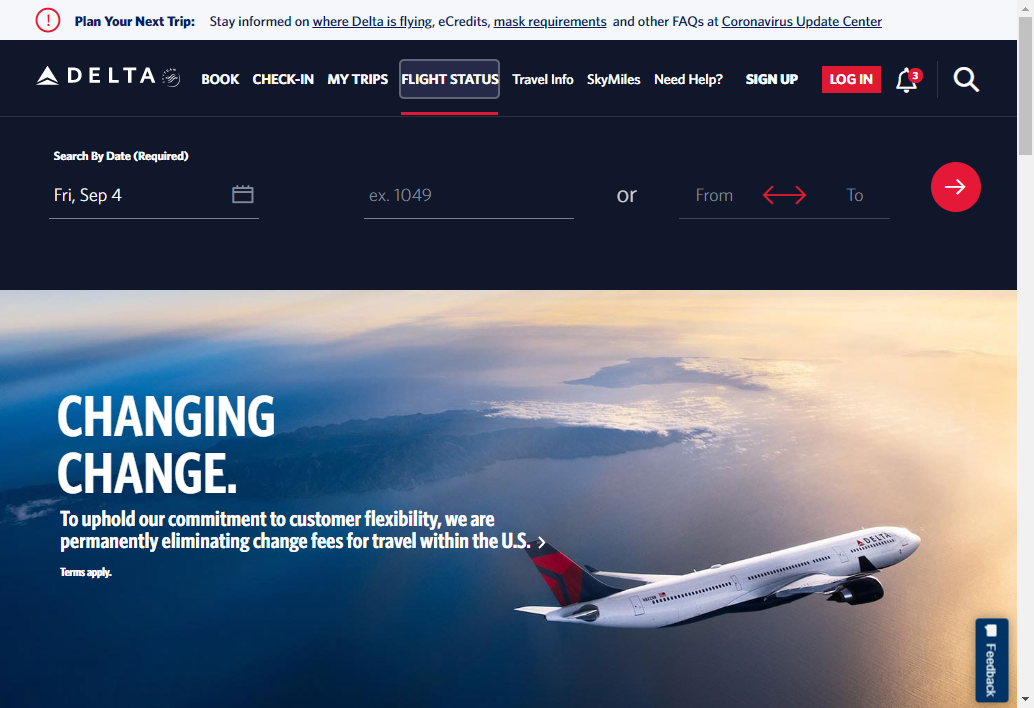 Plan Your Next Trip: Stay informed on where Delta is flying, eCredits, mask requirements and other FAQs at Coronavirus Update Center
DELTA BOOK CHECK-IN MY TRIPS FLIGHT STATUS Travel Info SkyMiles Need Help? SIGN UP LOG IN 3
Search By Date (Required)
Fri, Sep 4 ex. 1049 or From To
CHANGING
CHANGE.
To uphold our commitment to customer flexibility, we are
permanently eliminating change fees for travel within the U.S. >
Terms apply.
DELTA
Feedback